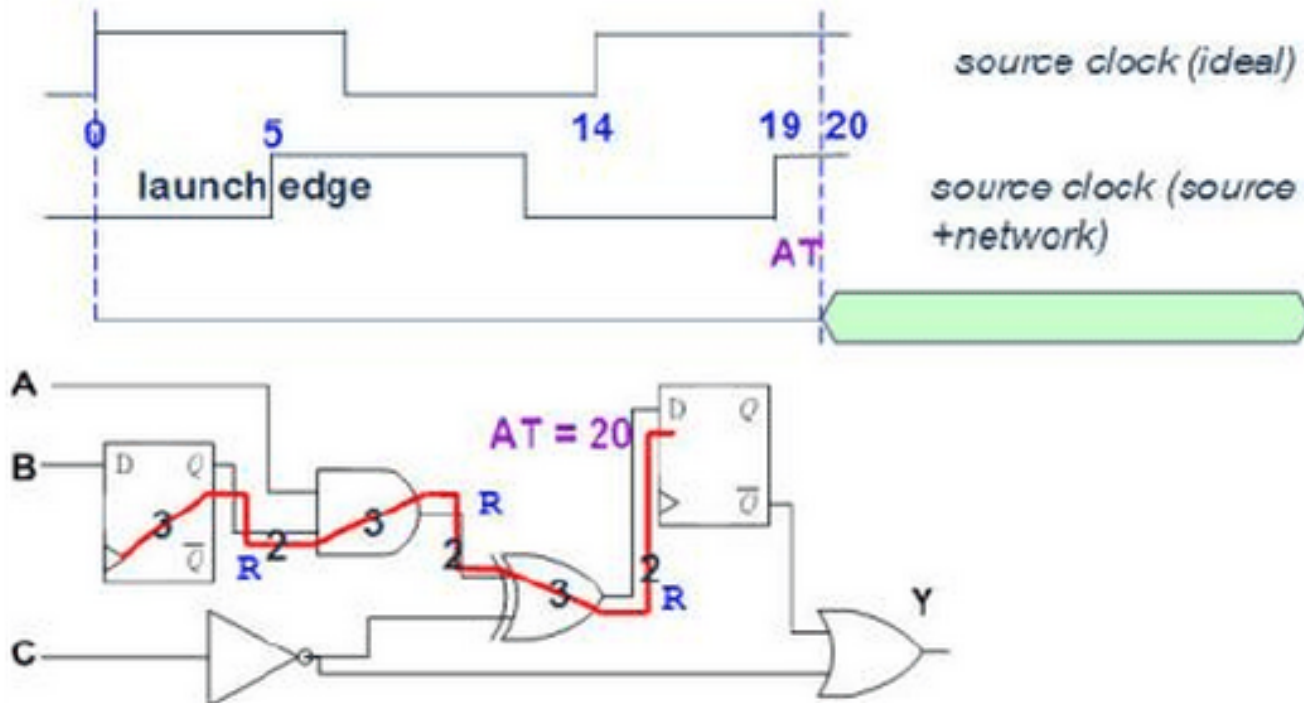 source clock (ideal)
0 5 14 19 20
launch edge
source clock (source
+network)
AT
A
AT = 20
D Q
B
D Q
R
3
3
2
Q
2
R
Q
3
2
R
Y
C